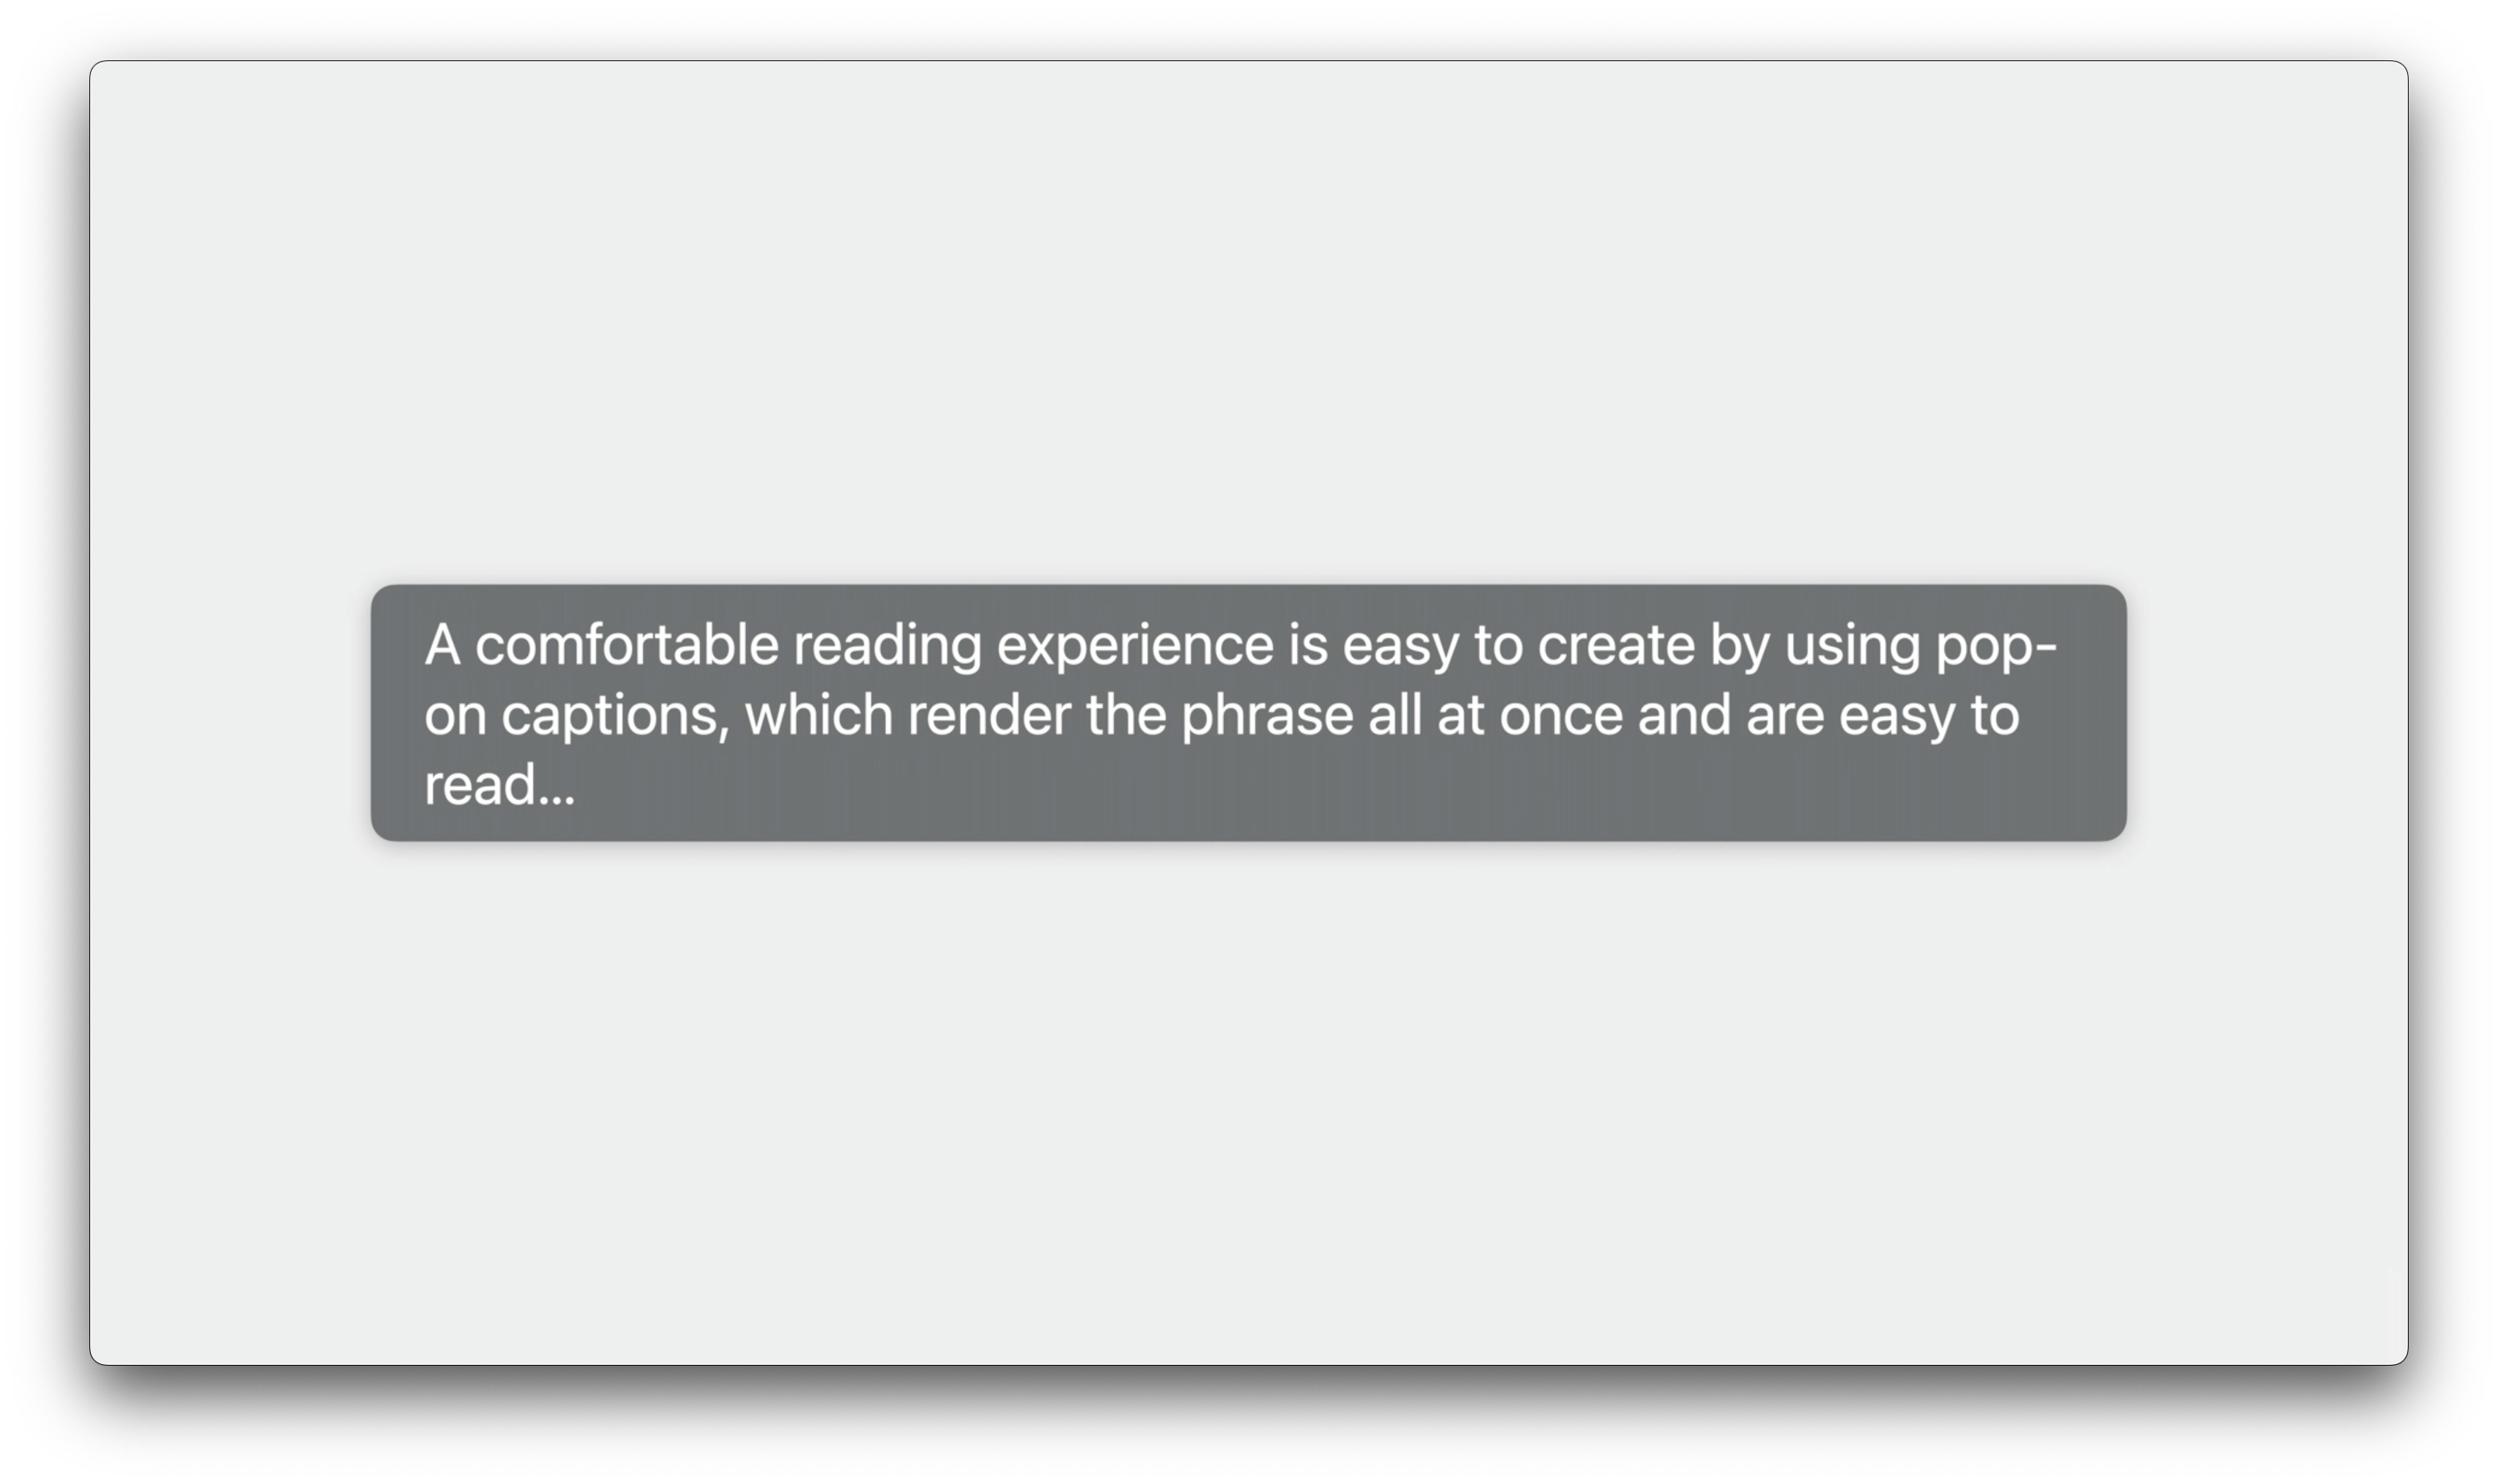 A comfortable reading experience is easy to create by using pop-
on captions, which render the phrase all at once and are easy to
read...